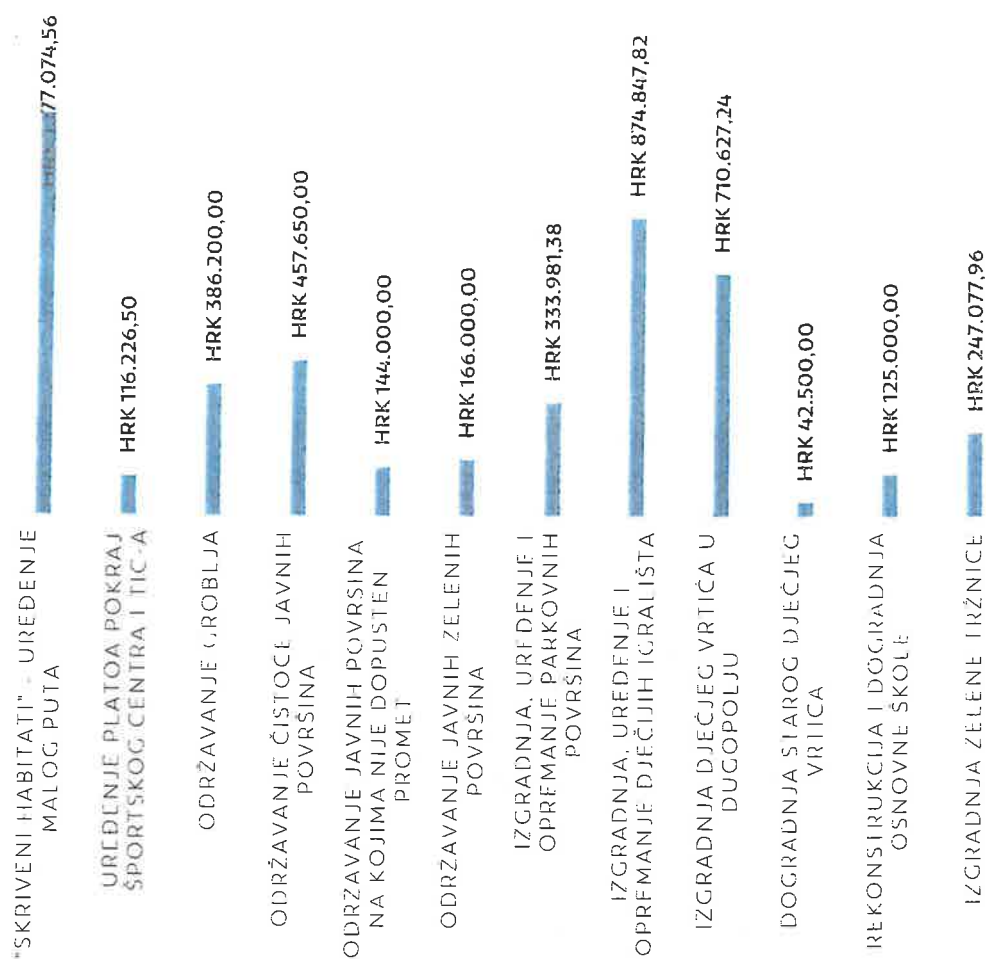 "SKRIVENI HABITATI" - UREĐENJE
MALOG PUTA
77.074,56
UREĐENJE PLATOA POKRAJ
ŠPORTSKOG CENTRA I TIC-A
HRK 116.226,50
ODRŽAVANJE GROBLJA
HRK 386.200,00
ODRŽAVANJE ČISTOĆE JAVNIH
POVRŠINA
HRK 457.650,00
ODRŽAVANJE JAVNIH POVRSINA
NA KOJIMA NIJE DOPUSTEN
PROMET
HRK 144.000,00
ODRŽAVANJE JAVNIH ZELENIH
POVRŠINA
HRK 166.000,00
IZGRADNJA, UREĐENJE I
OPREMANJE PARKOVNIH
POVRŠINA
HRK 333.981,38
IZGRADNJA, UREĐENJE I
OPREMANJE DJEČIJIH IGRALIŠTA
HRK 874.847,82
IZGRADNJA DJEČJEG VRTIĆA U
DUGOPOLJU
HRK 710.627,24
DOGRADNJA STAROG DJEČJEG
VRTIĆA
HRK 42.500,00
REKONSTRUKCIJA I DOGRADNJA
OSNOVNE ŠKOLE
HRK 125.000,00
IZGRADNJA ZELENE TRŽNICE
HRK 247.077,96